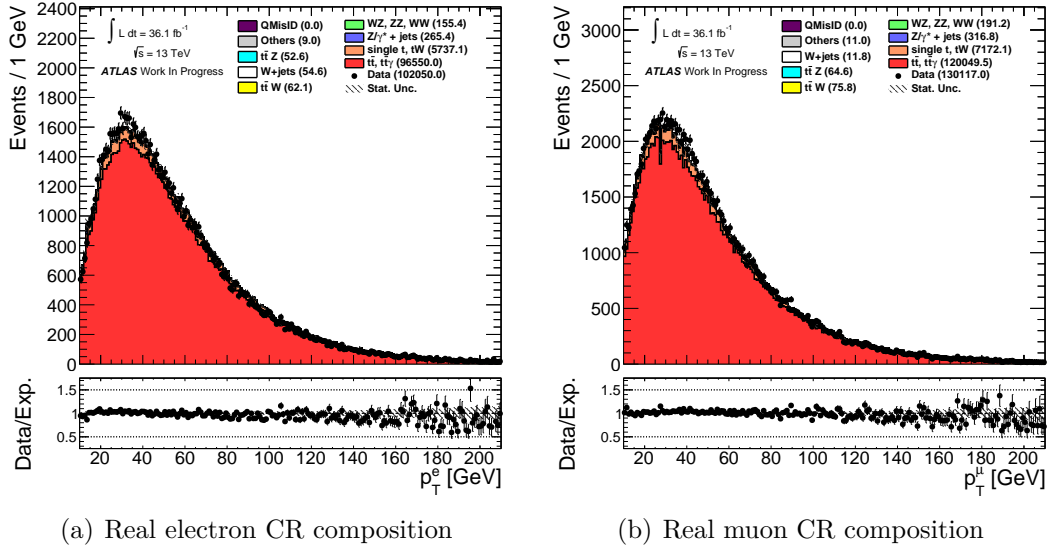 Events / 1 GeV
2400
2200
2000
1800
1600
1400
1200
1000
800
600
400
200
0
∫ L dt = 36.1 fb⁻¹
√s = 13 TeV
ATLAS Work In Progress
QMisID (0.0)
Others (9.0)
tt̄ Z (52.6)
W+jets (54.6)
tt̄ W (62.1)
WZ, ZZ, WW (155.4)
Z/γ* + jets (265.4)
single t, tW (5737.1)
tt̄, tt̄γ (96550.0)
Data (102050.0)
Stat. Unc.
Data/Exp.
1.5
1
0.5
20 40 60 80 100 120 140 160 180 200
p_T^e [GeV]
(a) Real electron CR composition
Events / 1 GeV
3000
2500
2000
1500
1000
500
0
∫ L dt = 36.1 fb⁻¹
√s = 13 TeV
ATLAS Work In Progress
QMisID (0.0)
Others (11.0)
tt̄ Z (64.6)
W+jets (11.8)
tt̄ W (75.8)
WZ, ZZ, WW (191.2)
Z/γ* + jets (316.8)
single t, tW (7172.1)
tt̄, tt̄γ (120049.5)
Data (130117.0)
Stat. Unc.
Data/Exp.
1.5
1
0.5
20 40 60 80 100 120 140 160 180 200
p_T^μ [GeV]
(b) Real muon CR composition